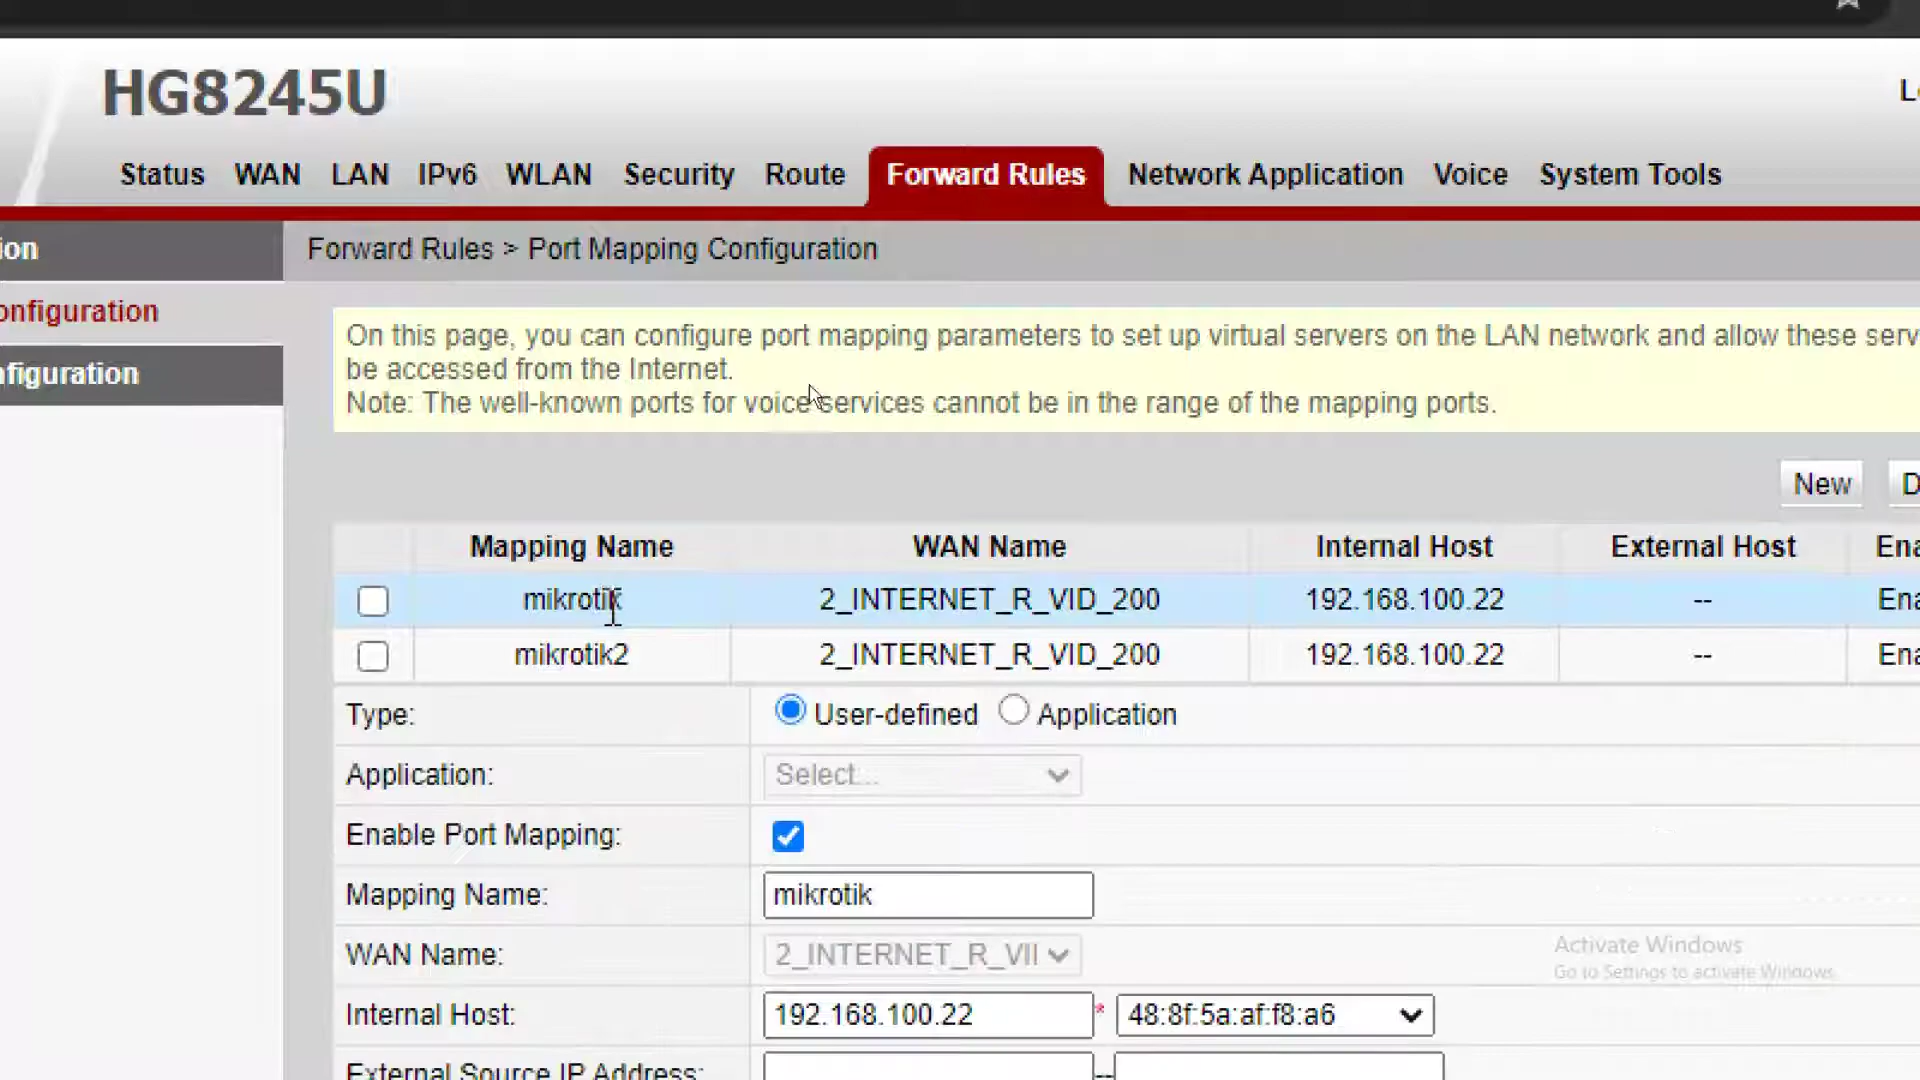 HG8245U
Status WAN LAN IPv6 WLAN Security Route Forward Rules Network Application Voice System Tools
Forward Rules > Port Mapping Configuration
onfiguration
figuration
On this page, you can configure port mapping parameters to set up virtual servers on the LAN network and allow these serv
be accessed from the Internet.
Note: The well-known ports for voice services cannot be in the range of the mapping ports.
New D
Mapping Name WAN Name Internal Host External Host Ena
mikrotik 2_INTERNET_R_VID_200 192.168.100.22 -- Ena
mikrotik2 2_INTERNET_R_VID_200 192.168.100.22 -- Ena
Type: User-defined Application
Application: Select...
Enable Port Mapping:
Mapping Name: mikrotik
WAN Name: 2_INTERNET_R_VII
Internal Host: 192.168.100.22 * 48:8f:5a:af:f8:a6
External Source IP Address: --
Activate Windows
Go to Settings to activate Windows.